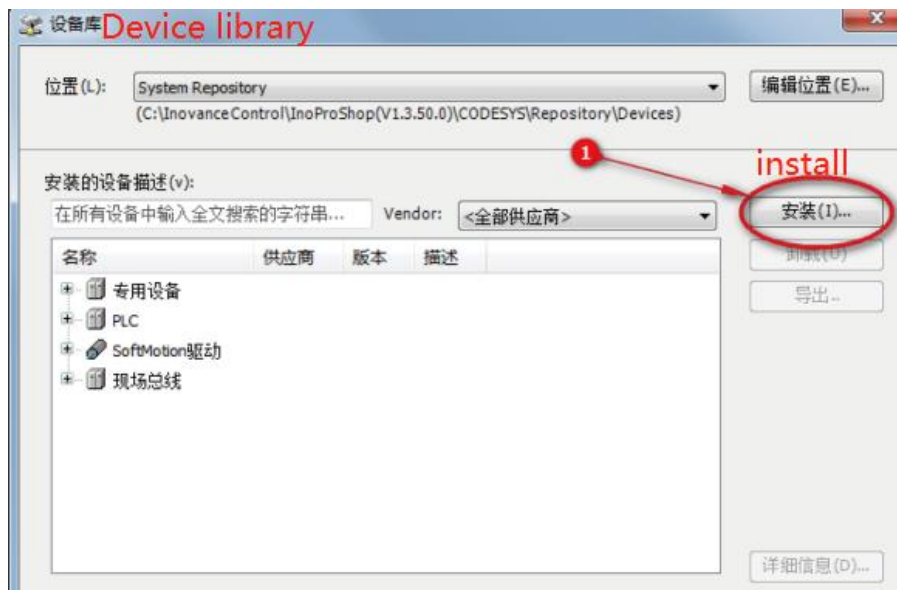 设备库 Device library
位置(L): System Repository 编辑位置(E)...
(C:\InovanceControl\InoProShop(V1.3.50.0)\CODESYS\Repository\Devices)
1 install
安装的设备描述(v):
在所有设备中输入全文搜索的字符串... Vendor: <全部供应商> 安装(I)...
名称 供应商 版本 描述 卸载(U)
专用设备 导出..
PLC
SoftMotion驱动
现场总线
详细信息(D)...